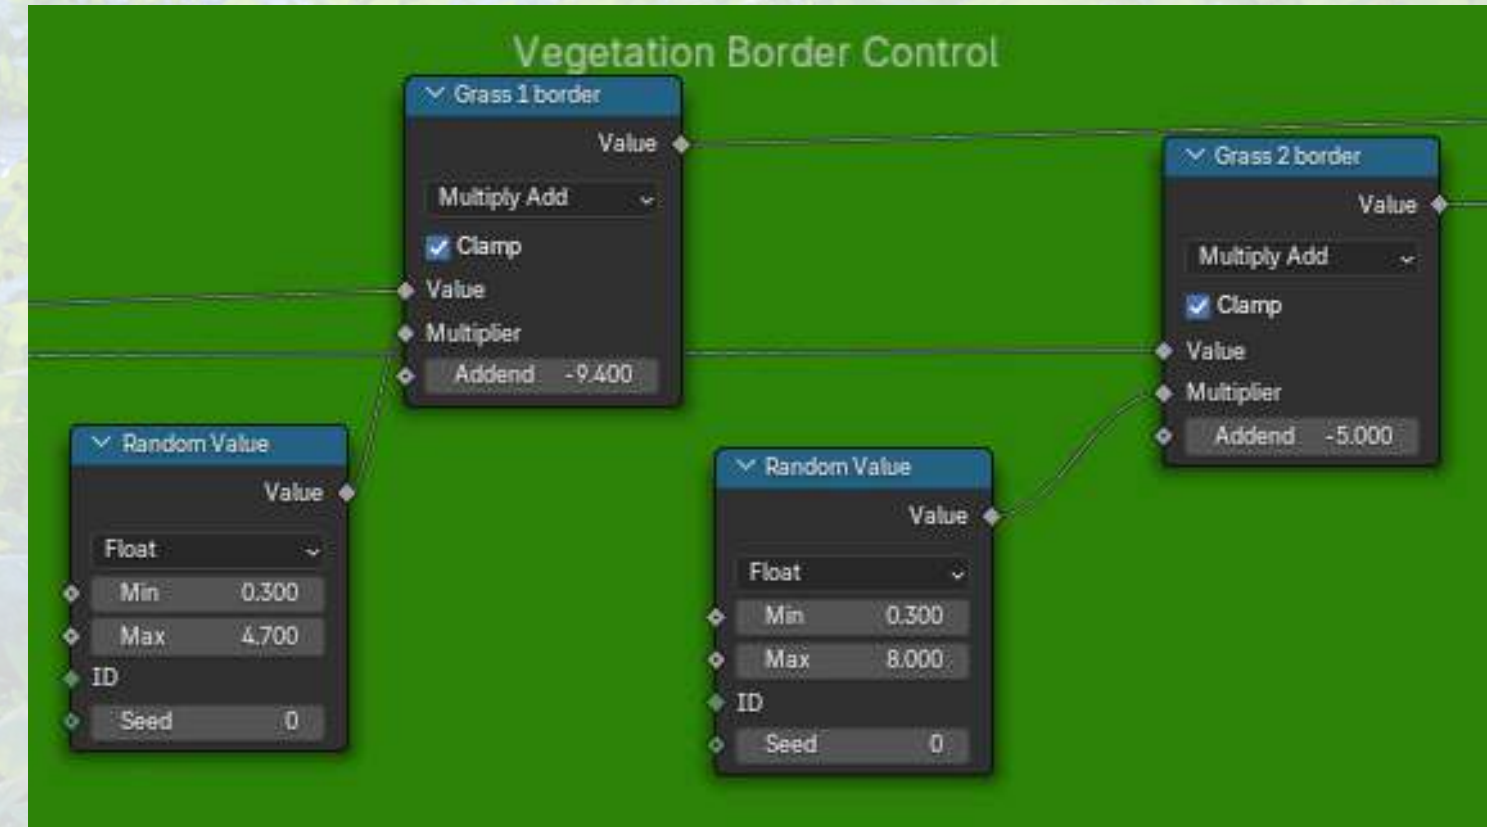 Vegetation Border Control
Grass 1 border
Value
Multiply Add
Clamp
Value
Multiplier
Addend -9.400
Random Value
Value
Float
Min 0.300
Max 4.700
ID
Seed 0
Random Value
Value
Float
Min 0.300
Max 8.000
ID
Seed 0
Grass 2 border
Value
Multiply Add
Clamp
Value
Multiplier
Addend -5.000